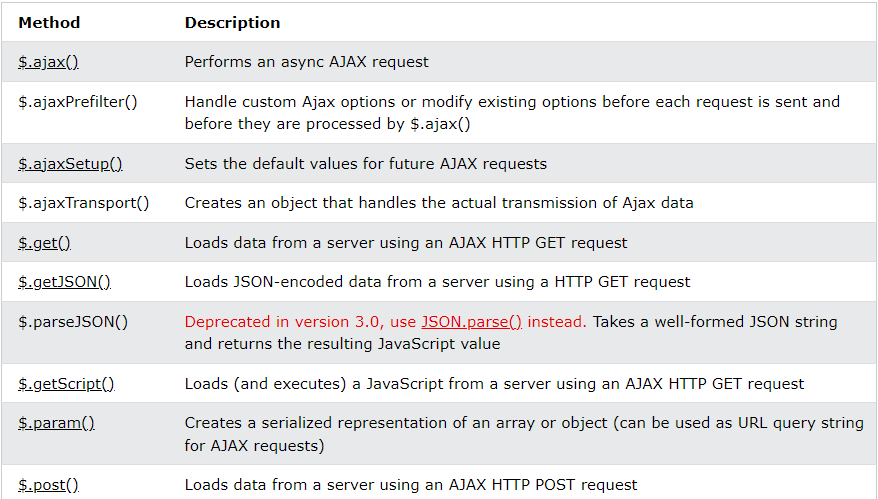 Method Description
$.ajax() Performs an async AJAX request
$.ajaxPrefilter() Handle custom Ajax options or modify existing options before each request is sent and
before they are processed by $.ajax()
$.ajaxSetup() Sets the default values for future AJAX requests
$.ajaxTransport() Creates an object that handles the actual transmission of Ajax data
$.get() Loads data from a server using an AJAX HTTP GET request
$.getJSON() Loads JSON-encoded data from a server using a HTTP GET request
$.parseJSON() Deprecated in version 3.0, use JSON.parse() instead. Takes a well-formed JSON string
and returns the resulting JavaScript value
$.getScript() Loads (and executes) a JavaScript from a server using an AJAX HTTP GET request
$.param() Creates a serialized representation of an array or object (can be used as URL query string
for AJAX requests)
$.post() Loads data from a server using an AJAX HTTP POST request